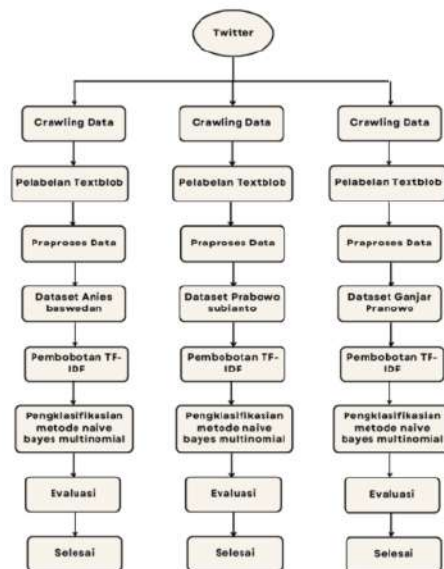 Twitter
Crawling Data
Pelabelan Textblob
Praproses Data
Dataset Anies
baswedan
Pembobotan TF-
IDF
Pengklasifikasian
metode naive
bayes multinomial
Evaluasi
Selesai
Crawling Data
Pelabelan Textblob
Praproses Data
Dataset Prabowo
subianto
Pembobotan TF-
IDF
Pengklasifikasian
metode naive
bayes multinomial
Evaluasi
Selesai
Crawling Data
Pelabelan Textblob
Praproses Data
Dataset Ganjar
Pranowo
Pembobotan TF-
IDF
Pengklasifikasian
metode naive
bayes multinomial
Evaluasi
Selesai